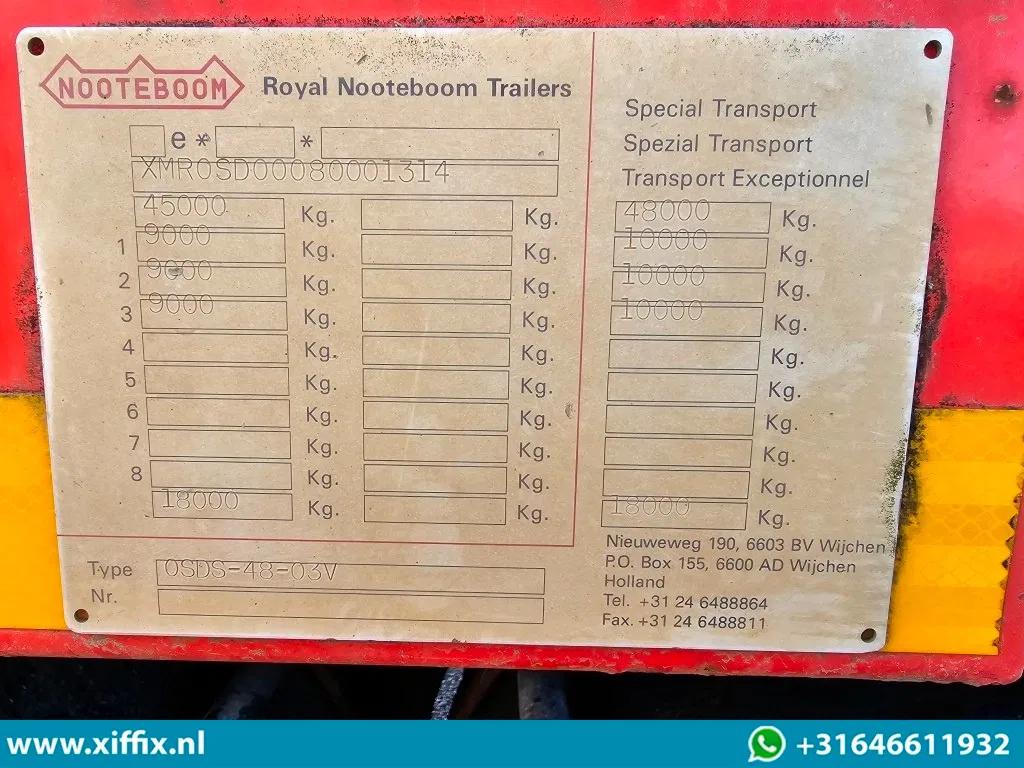 NOOTEBOOM Royal Nooteboom Trailers
e* *
XMR0SD00080001314
45000 Kg. Kg.
1 9000 Kg. Kg.
2 9000 Kg. Kg.
3 9000 Kg. Kg.
4 Kg. Kg.
5 Kg. Kg.
6 Kg. Kg.
7 Kg. Kg.
8 Kg. Kg.
18000 Kg. Kg.
Type OSDS-48-03V
Nr.
Special Transport
Spezial Transport
Transport Exceptionnel
48000 Kg.
10000 Kg.
10000 Kg.
10000 Kg.
Kg.
Kg.
Kg.
Kg.
Kg.
18000 Kg.
Nieuweweg 190, 6603 BV Wijchen
P.O. Box 155, 6600 AD Wijchen
Holland
Tel. +31 24 6488864
Fax. +31 24 6488811
www.xiffix.nl
+31646611932